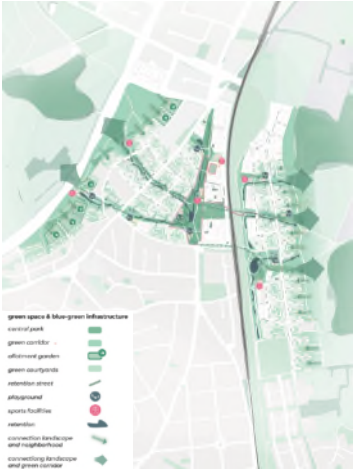 green space & blue-green infrastructure
central park
green corridor
allotment garden
green courtyards
retention street
playground
sports facilities
retention
connection landscape
and neighborhood
connectiong landscape
and green corridor